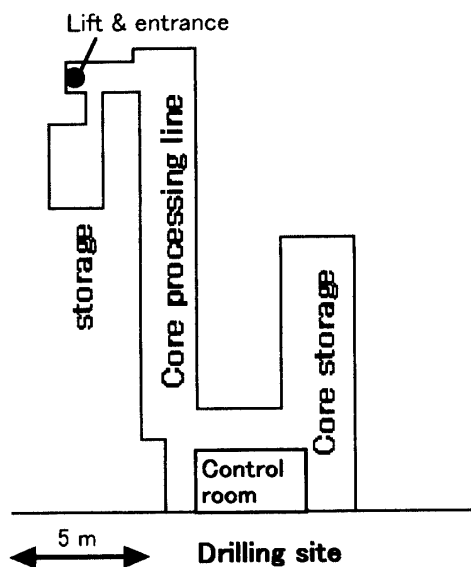 Lift & entrance
Core processing line
storage
Core storage
Control
room
5 m
Drilling site